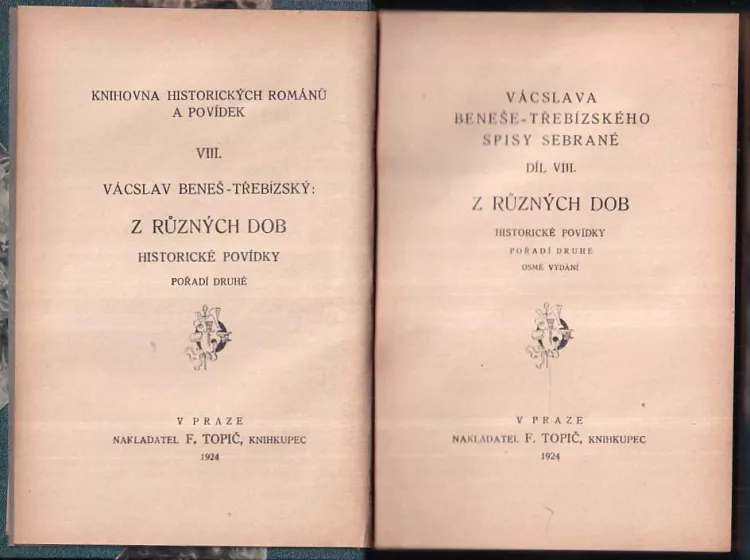 KNIHOVNA HISTORICKÝCH ROMÁNŮ
A POVÍDEK
VIII.
VÁCSLAV BENEŠ-TŘEBÍZSKÝ:
Z RŮZNÝCH DOB
HISTORICKÉ POVÍDKY
POŘADÍ DRUHÉ
V PRAZE
NAKLADATEL F. TOPIČ, KNIHKUPEC
1924
VÁCSLAVA
BENEŠE-TŘEBÍZSKÉHO
SPISY SEBRANÉ
DÍL VIII.
Z RŮZNÝCH DOB
HISTORICKÉ POVÍDKY
POŘADÍ DRUHÉ
OSMÉ VYDÁNÍ
V PRAZE
NAKLADATEL F. TOPIČ, KNIHKUPEC
1924